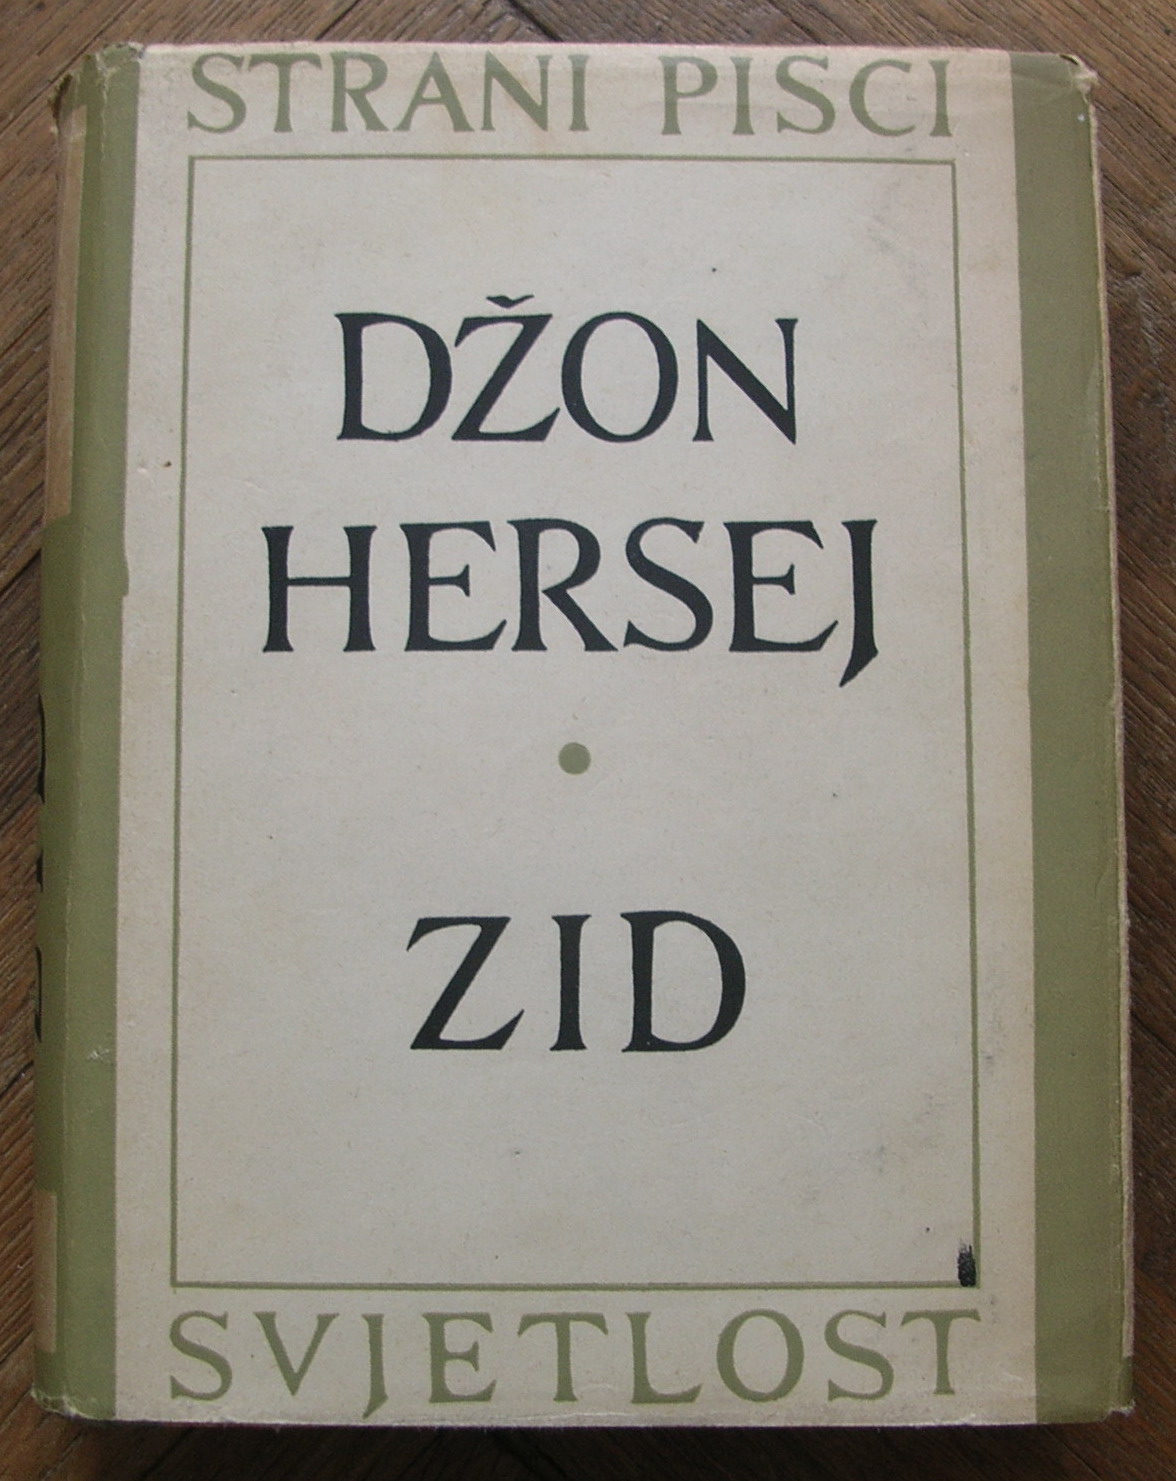 STRANI PISCI
DŽON
HERSEJ
ZID
SVJETLOST